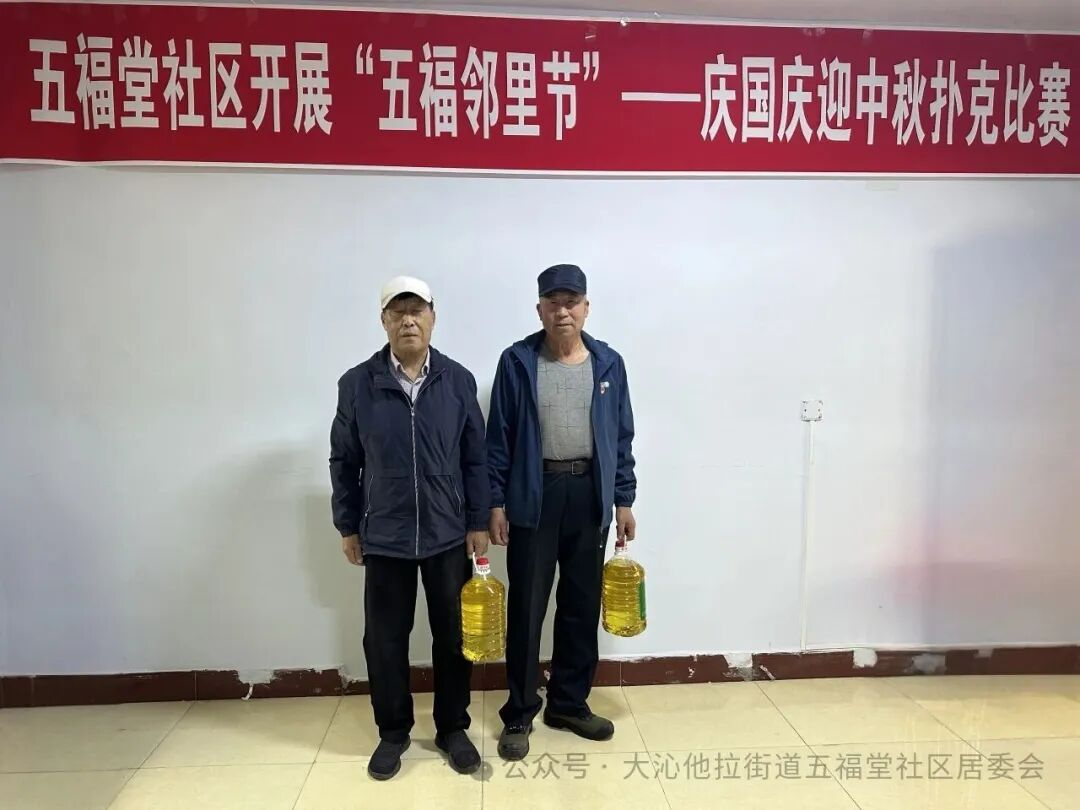 五福堂社区开展“五福邻里节”——庆国庆迎中秋扑克比赛
公众号 · 大沁他拉街道五福堂社区居委会